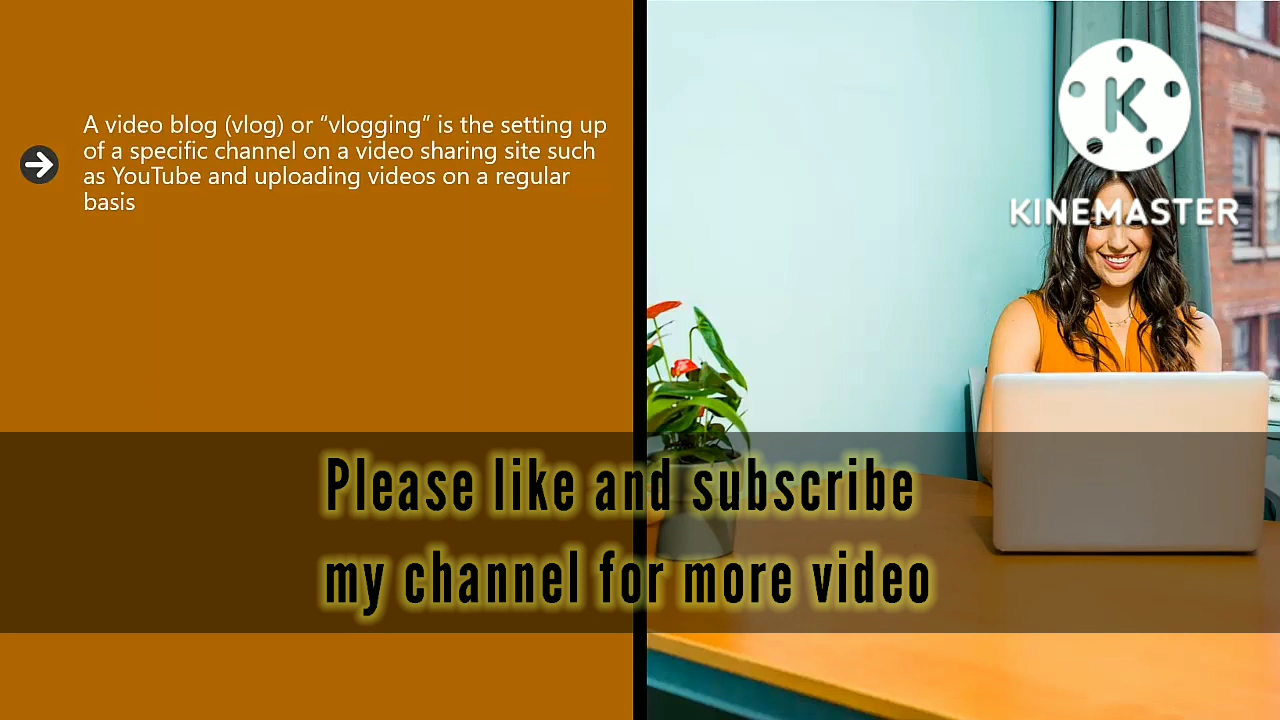 A video blog (vlog) or “vlogging” is the setting up
of a specific channel on a video sharing site such
as YouTube and uploading videos on a regular
basis
K
KINEMASTER
Please like and subscribe
my channel for more video